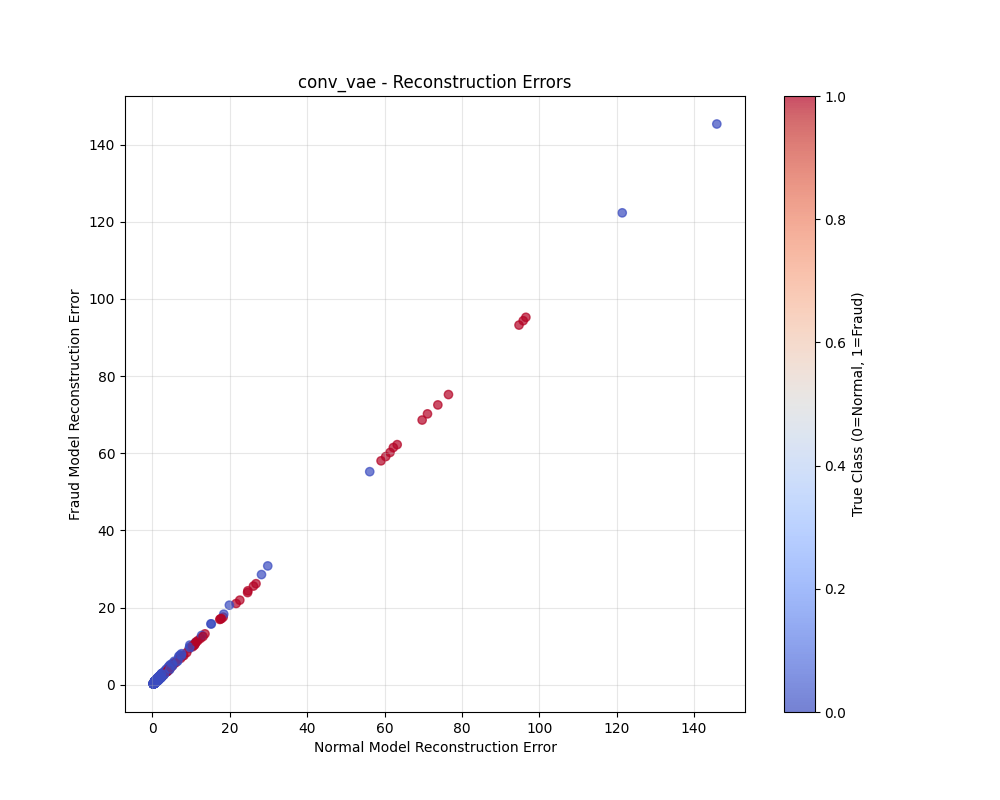 conv_vae - Reconstruction Errors
Fraud Model Reconstruction Error
140
120
100
80
60
40
20
0
0 20 40 60 80 100 120 140
Normal Model Reconstruction Error
1.0
0.8
0.6
0.4
0.2
0.0
True Class (0=Normal, 1=Fraud)